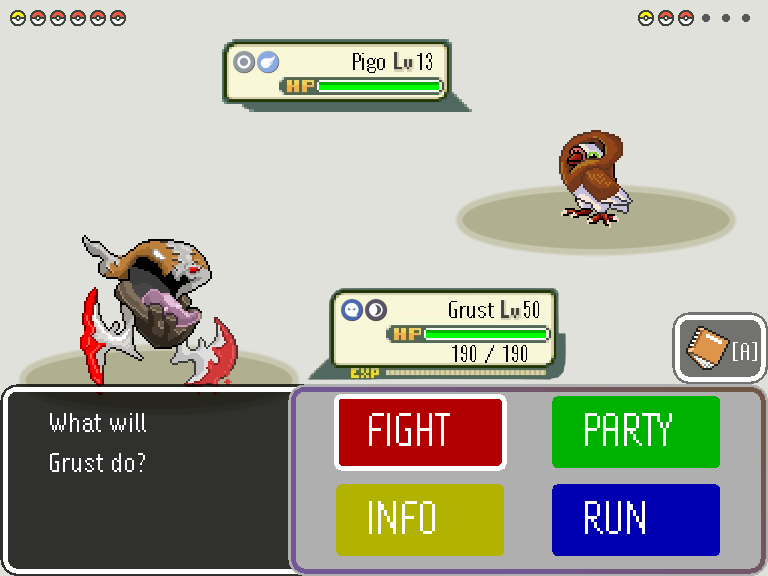 Pigo Lv13
HP
Grust Lv50
HP
190 / 190
EXP
[A]
What will
Grust do?
FIGHT
PARTY
INFO
RUN